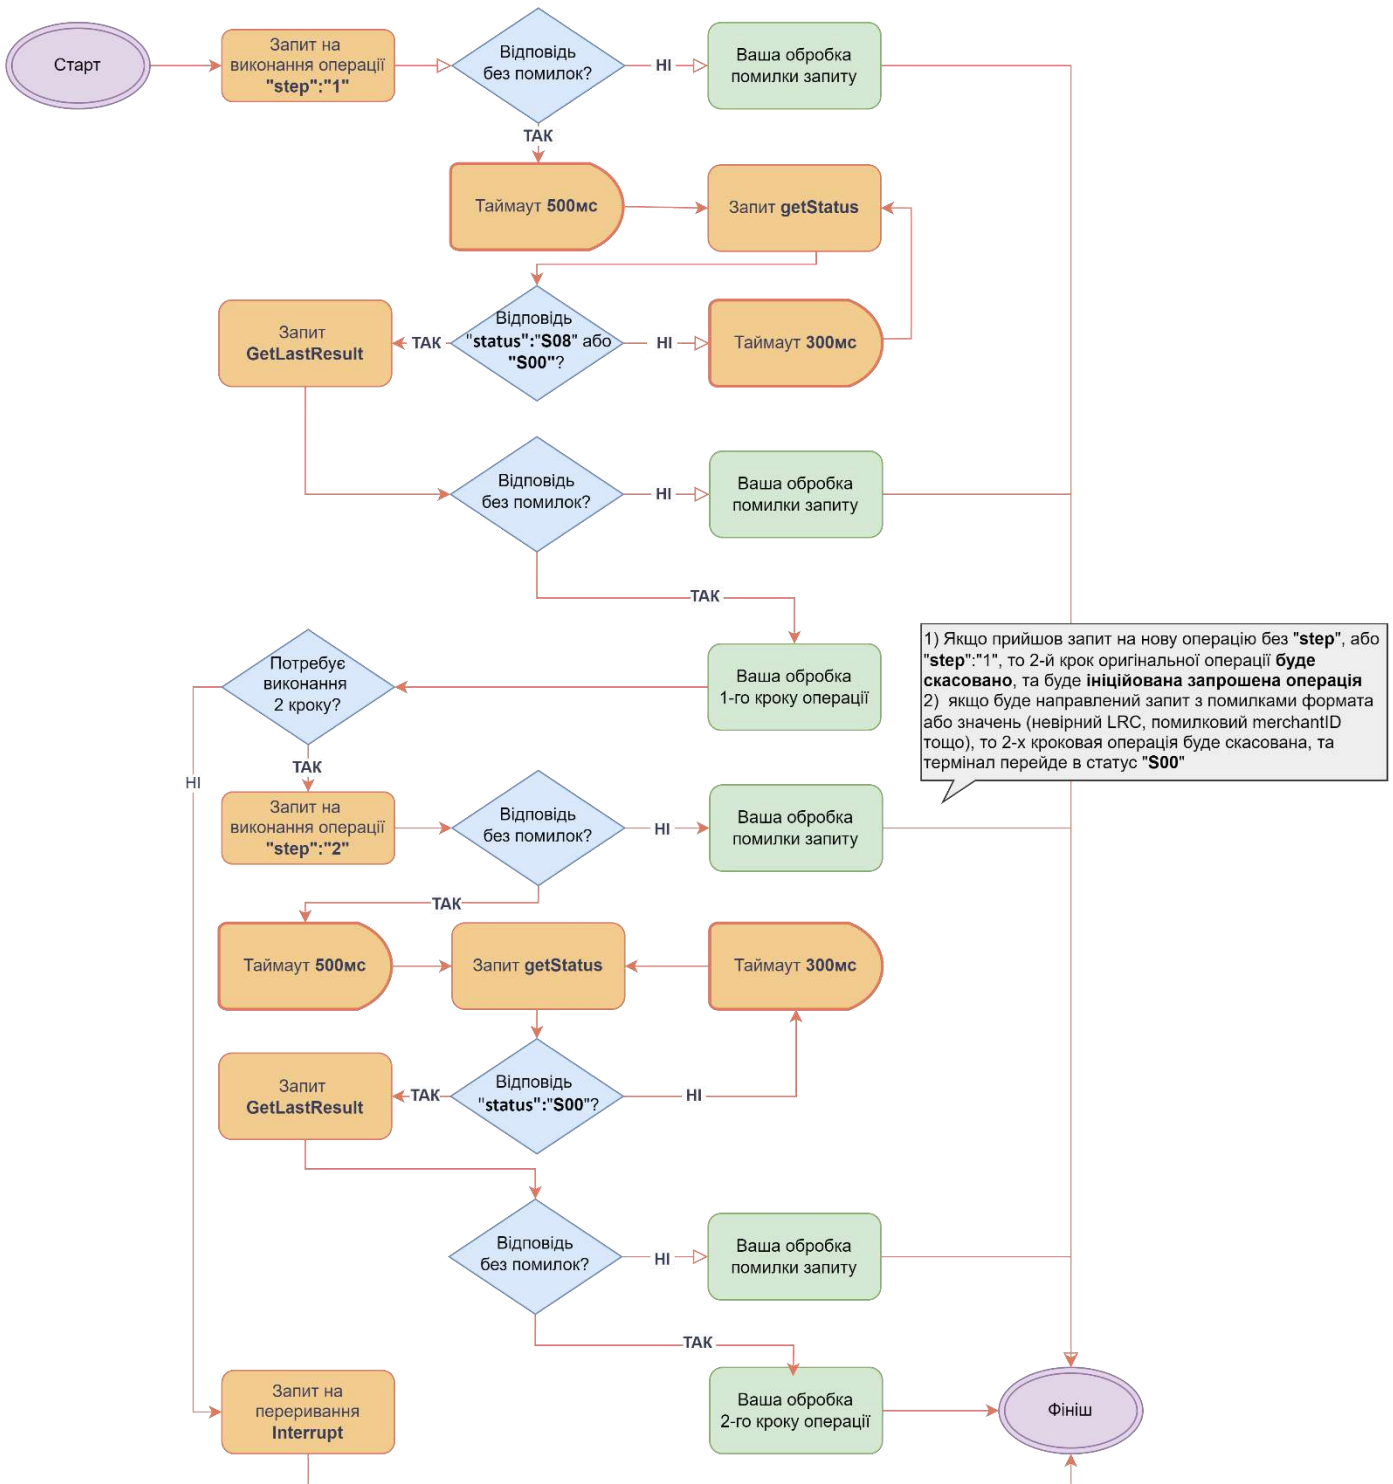 Старт
Запит на
виконання операції
"step":"1"
Відповідь
без помилок?
НІ
Ваша обробка
помилки запиту
ТАК
Таймаут 500мс
Запит getStatus
Запит
GetLastResult
ТАК
Відповідь
"status":"S08" або
"S00"?
НІ
Таймаут 300мс
Відповідь
без помилок?
НІ
Ваша обробка
помилки запиту
ТАК
Потребує
виконання
2 кроку?
Ваша обробка
1-го кроку операції
1) Якщо прийшов запит на нову операцію без "step", або
"step":"1", то 2-й крок оригінальної операції буде
скасовано, та буде ініційована запрошена операція
2) якщо буде направлений запит з помилками формата
або значень (невірний LRC, помилковий merchantID
тощо), то 2-х кроковая операція буде скасована, та
термінал перейде в статус "S00"
ТАК
НІ
Запит на
виконання операції
"step":"2"
Відповідь
без помилок?
НІ
Ваша обробка
помилки запиту
ТАК
Таймаут 500мс
Запит getStatus
Таймаут 300мс
Запит
GetLastResult
ТАК
Відповідь
"status":"S00"?
НІ
Відповідь
без помилок?
НІ
Ваша обробка
помилки запиту
ТАК
Запит на
переривання
Interrupt
Ваша обробка
2-го кроку операції
Фініш